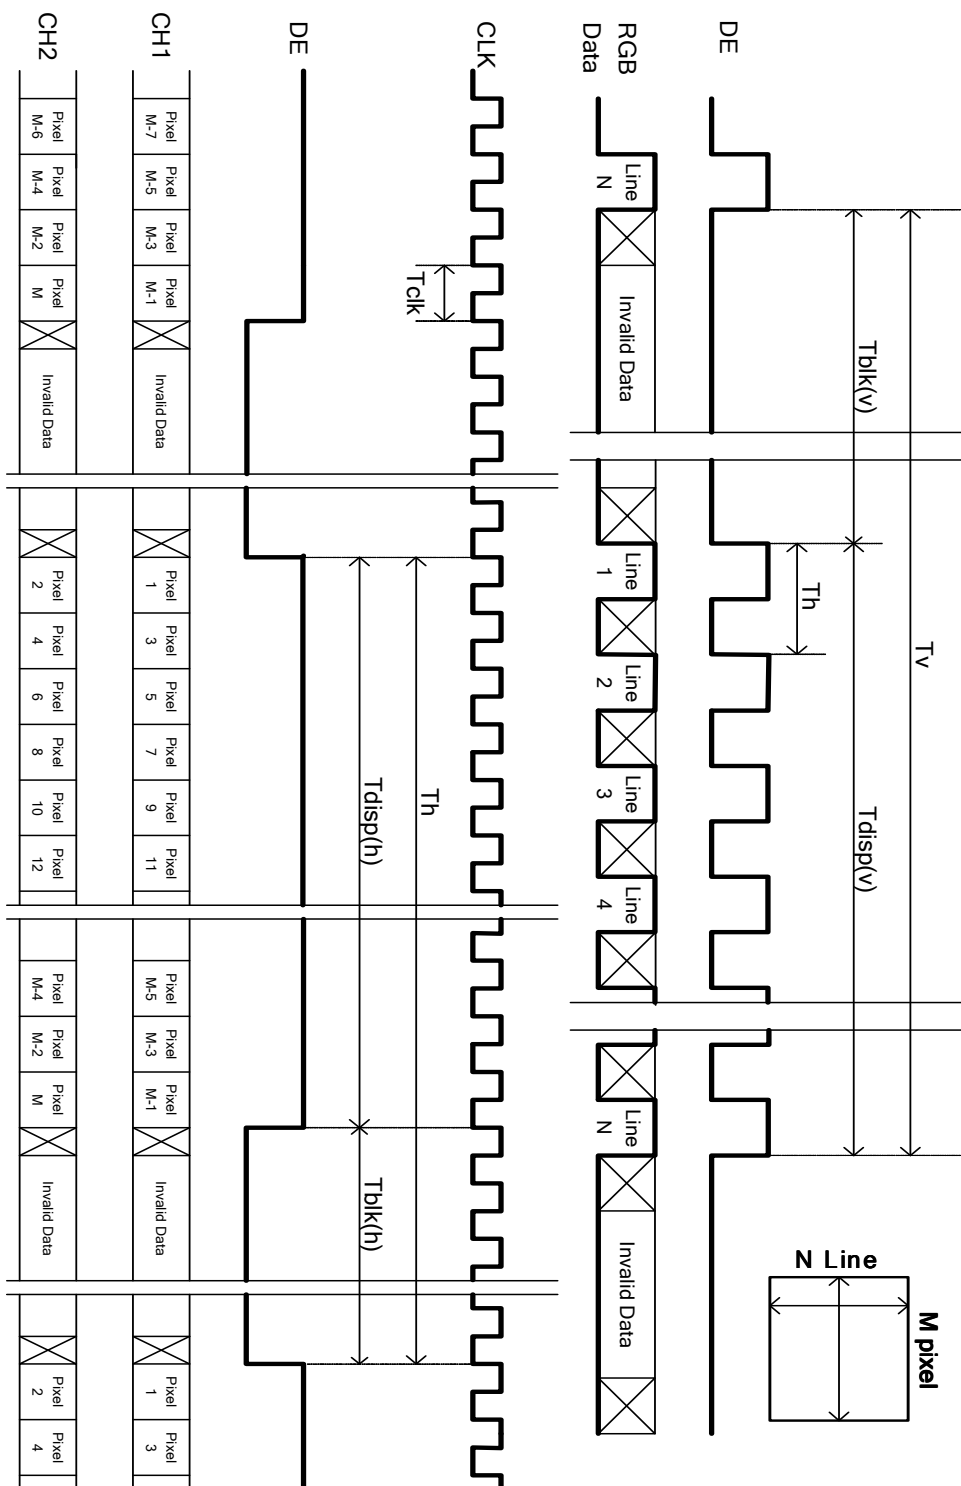 M pixel
Tv
Tblk(v)
Tdisp(v)
N Line
Th
DE
RGB
Data
Line
N
Invalid Data
Line
1
Line
2
Line
3
Line
4
Line
N
Invalid Data
CLK
Tclk
Th
Tdisp(h)
Tblk(h)
DE
CH1
Pixel
M-7
Pixel
M-5
Pixel
M-3
Pixel
M-1
Invalid Data
Pixel
1
Pixel
3
Pixel
5
Pixel
7
Pixel
9
Pixel
11
Pixel
M-5
Pixel
M-3
Pixel
M-1
Invalid Data
Pixel
1
Pixel
3
CH2
Pixel
M-6
Pixel
M-4
Pixel
M-2
Pixel
M
Invalid Data
Pixel
2
Pixel
4
Pixel
6
Pixel
8
Pixel
10
Pixel
12
Pixel
M-4
Pixel
M-2
Pixel
M
Invalid Data
Pixel
2
Pixel
4